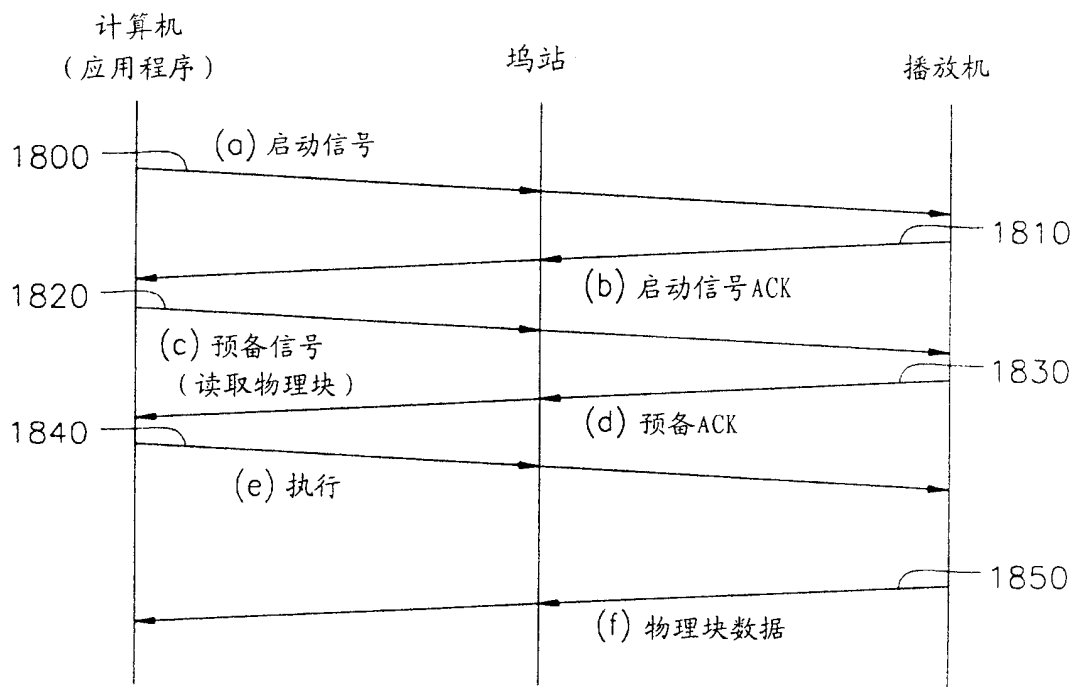 计算机
(应用程序)
坞站
播放机
1800
(a) 启动信号
1810
(b) 启动信号ACK
1820
(c) 预备信号
(读取物理块)
1830
(d) 预备ACK
1840
(e) 执行
1850
(f) 物理块数据